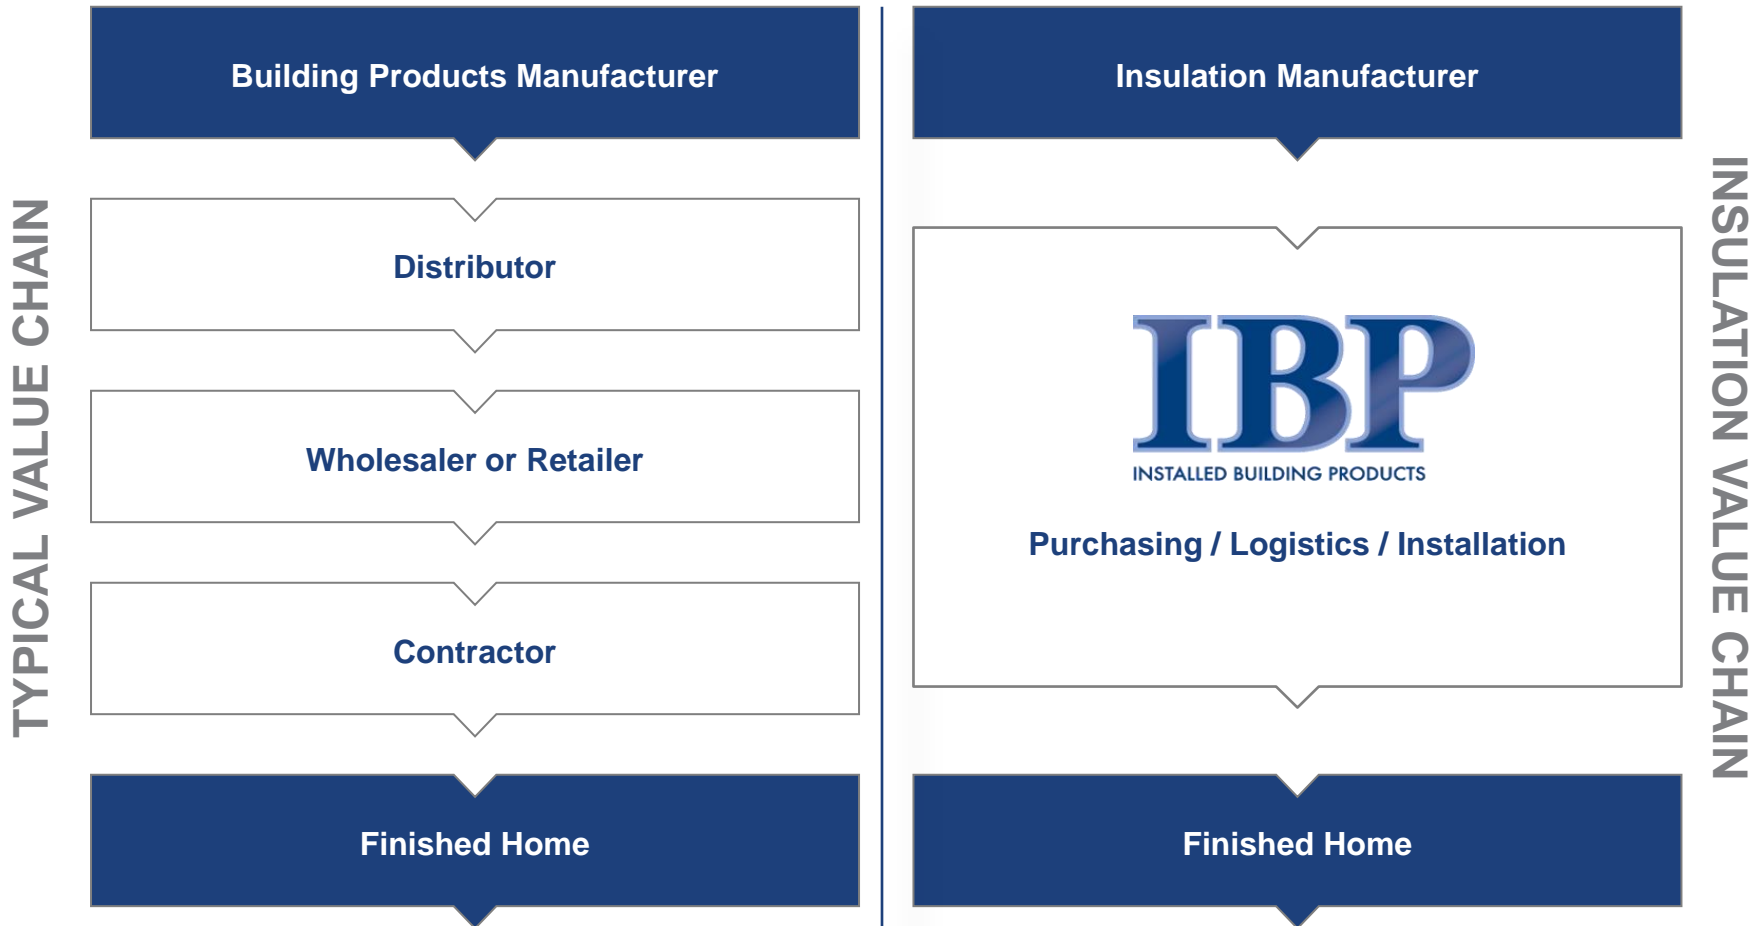 TYPICAL VALUE CHAIN
Building Products Manufacturer
Distributor
Wholesaler or Retailer
Contractor
Finished Home
Insulation Manufacturer
IBP
INSTALLED BUILDING PRODUCTS
Purchasing / Logistics / Installation
Finished Home
INSULATION VALUE CHAIN